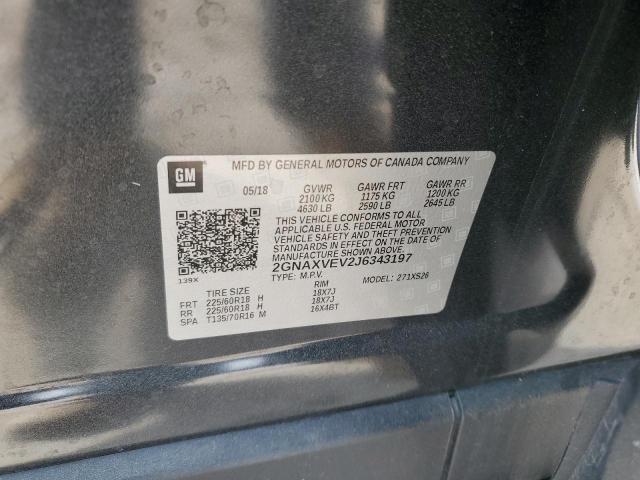 GM
MFD BY GENERAL MOTORS OF CANADA COMPANY
05/18 GVWR GAWR FRT GAWR RR
2100 KG 1175 KG 1200 KG
4630 LB 2590 LB 2645 LB
THIS VEHICLE CONFORMS TO ALL
APPLICABLE U.S. FEDERAL MOTOR
VEHICLE SAFETY AND THEFT PREVENTION
STANDARDS IN EFFECT ON THE DATE OF
MANUFACTURE SHOWN ABOVE.
2GNAXVEV2J6343197
139X TYPE: M.P.V. MODEL: 271XS26
TIRE SIZE RIM
FRT 225/60R18 H 18X7J
RR 225/60R18 H 18X7J
SPA T135/70R16 M 16X4BT